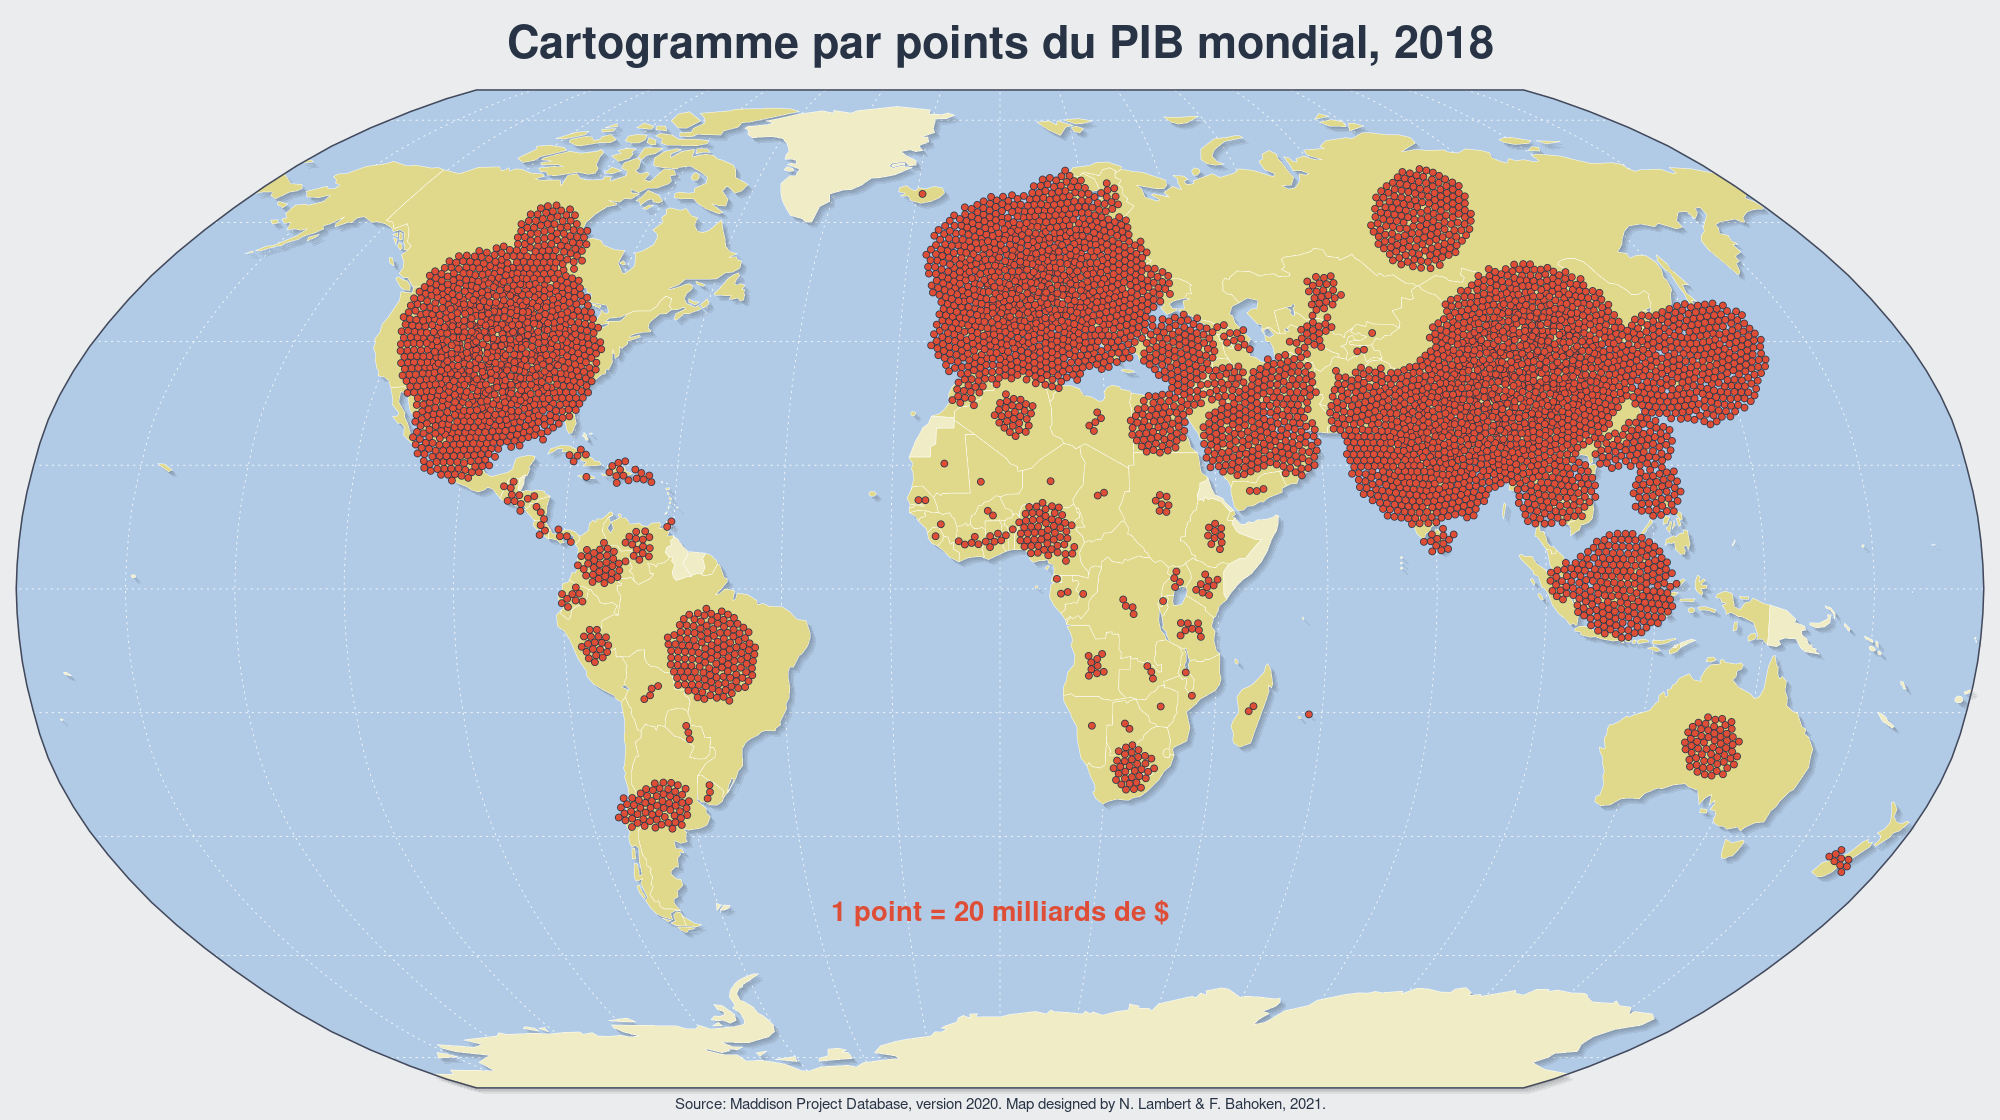 Cartogramme par points du PIB mondial, 2018
1 point = 20 milliards de $
Source: Maddison Project Database, version 2020. Map designed by N. Lambert & F. Bahoken, 2021.